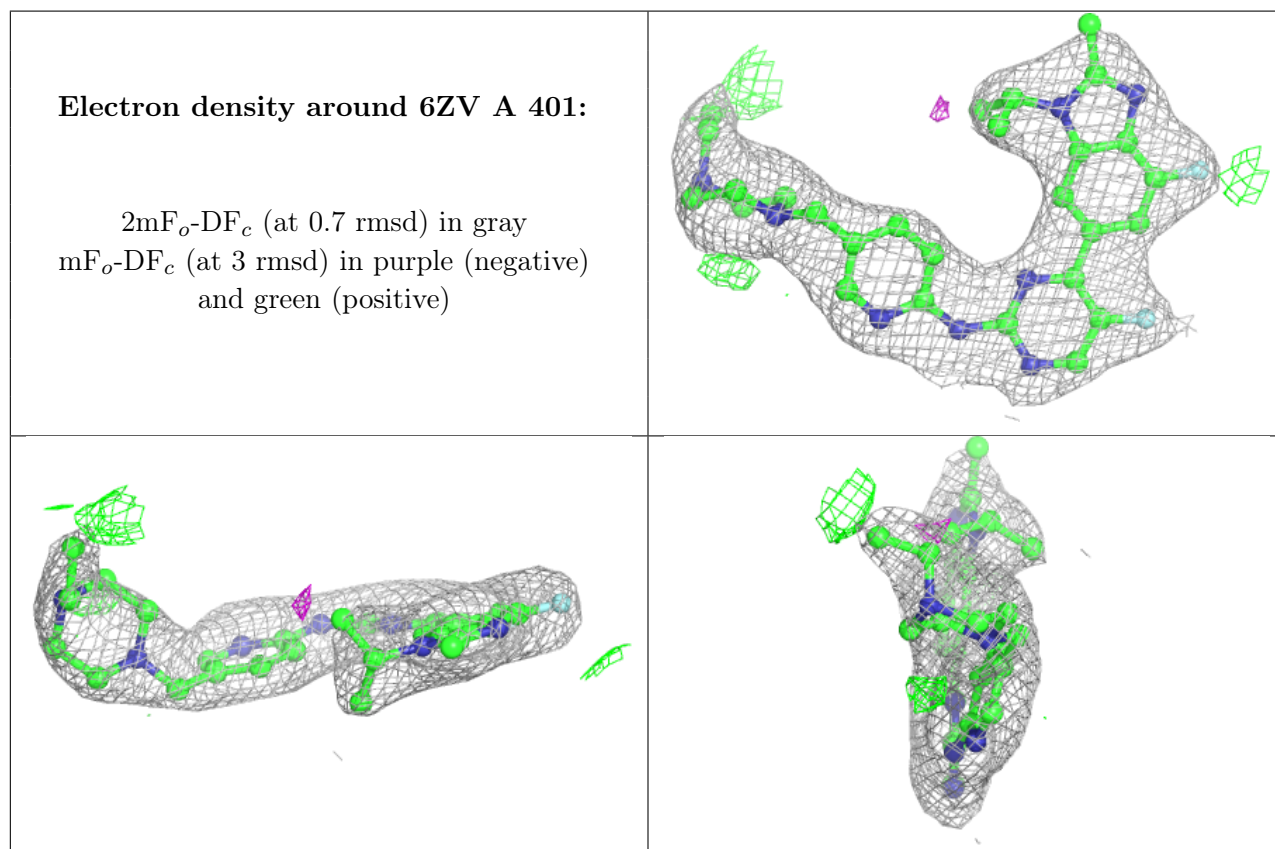 Electron density around 6ZV A 401:
2mFo-DFc (at 0.7 rmsd) in gray
mFo-DFc (at 3 rmsd) in purple (negative)
and green (positive)